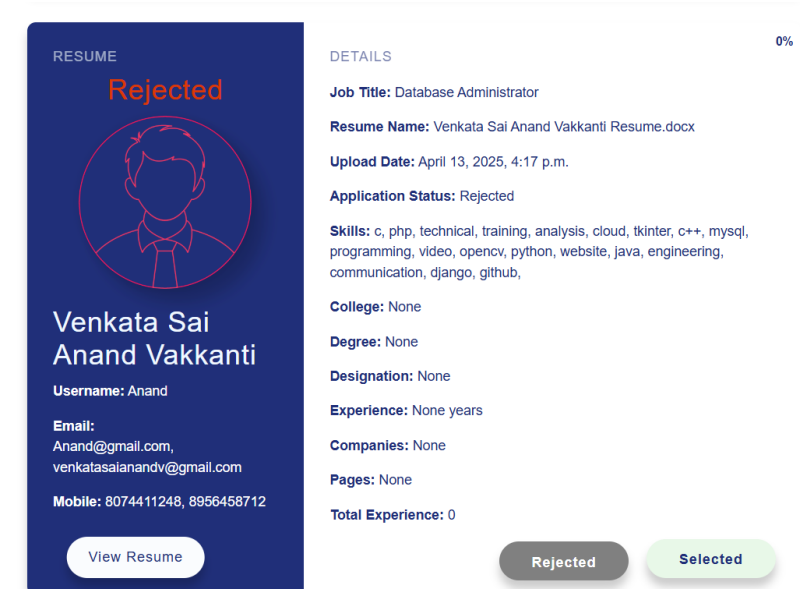 RESUME
Rejected
Venkata Sai
Anand Vakkanti
Username: Anand
Email:
Anand@gmail.com,
venkatasaianandv@gmail.com
Mobile: 8074411248, 8956458712
View Resume
0%
DETAILS
Job Title: Database Administrator
Resume Name: Venkata Sai Anand Vakkanti Resume.docx
Upload Date: April 13, 2025, 4:17 p.m.
Application Status: Rejected
Skills: c, php, technical, training, analysis, cloud, tkinter, c++, mysql,
programming, video, opencv, python, website, java, engineering,
communication, django, github,
College: None
Degree: None
Designation: None
Experience: None years
Companies: None
Pages: None
Total Experience: 0
Rejected
Selected